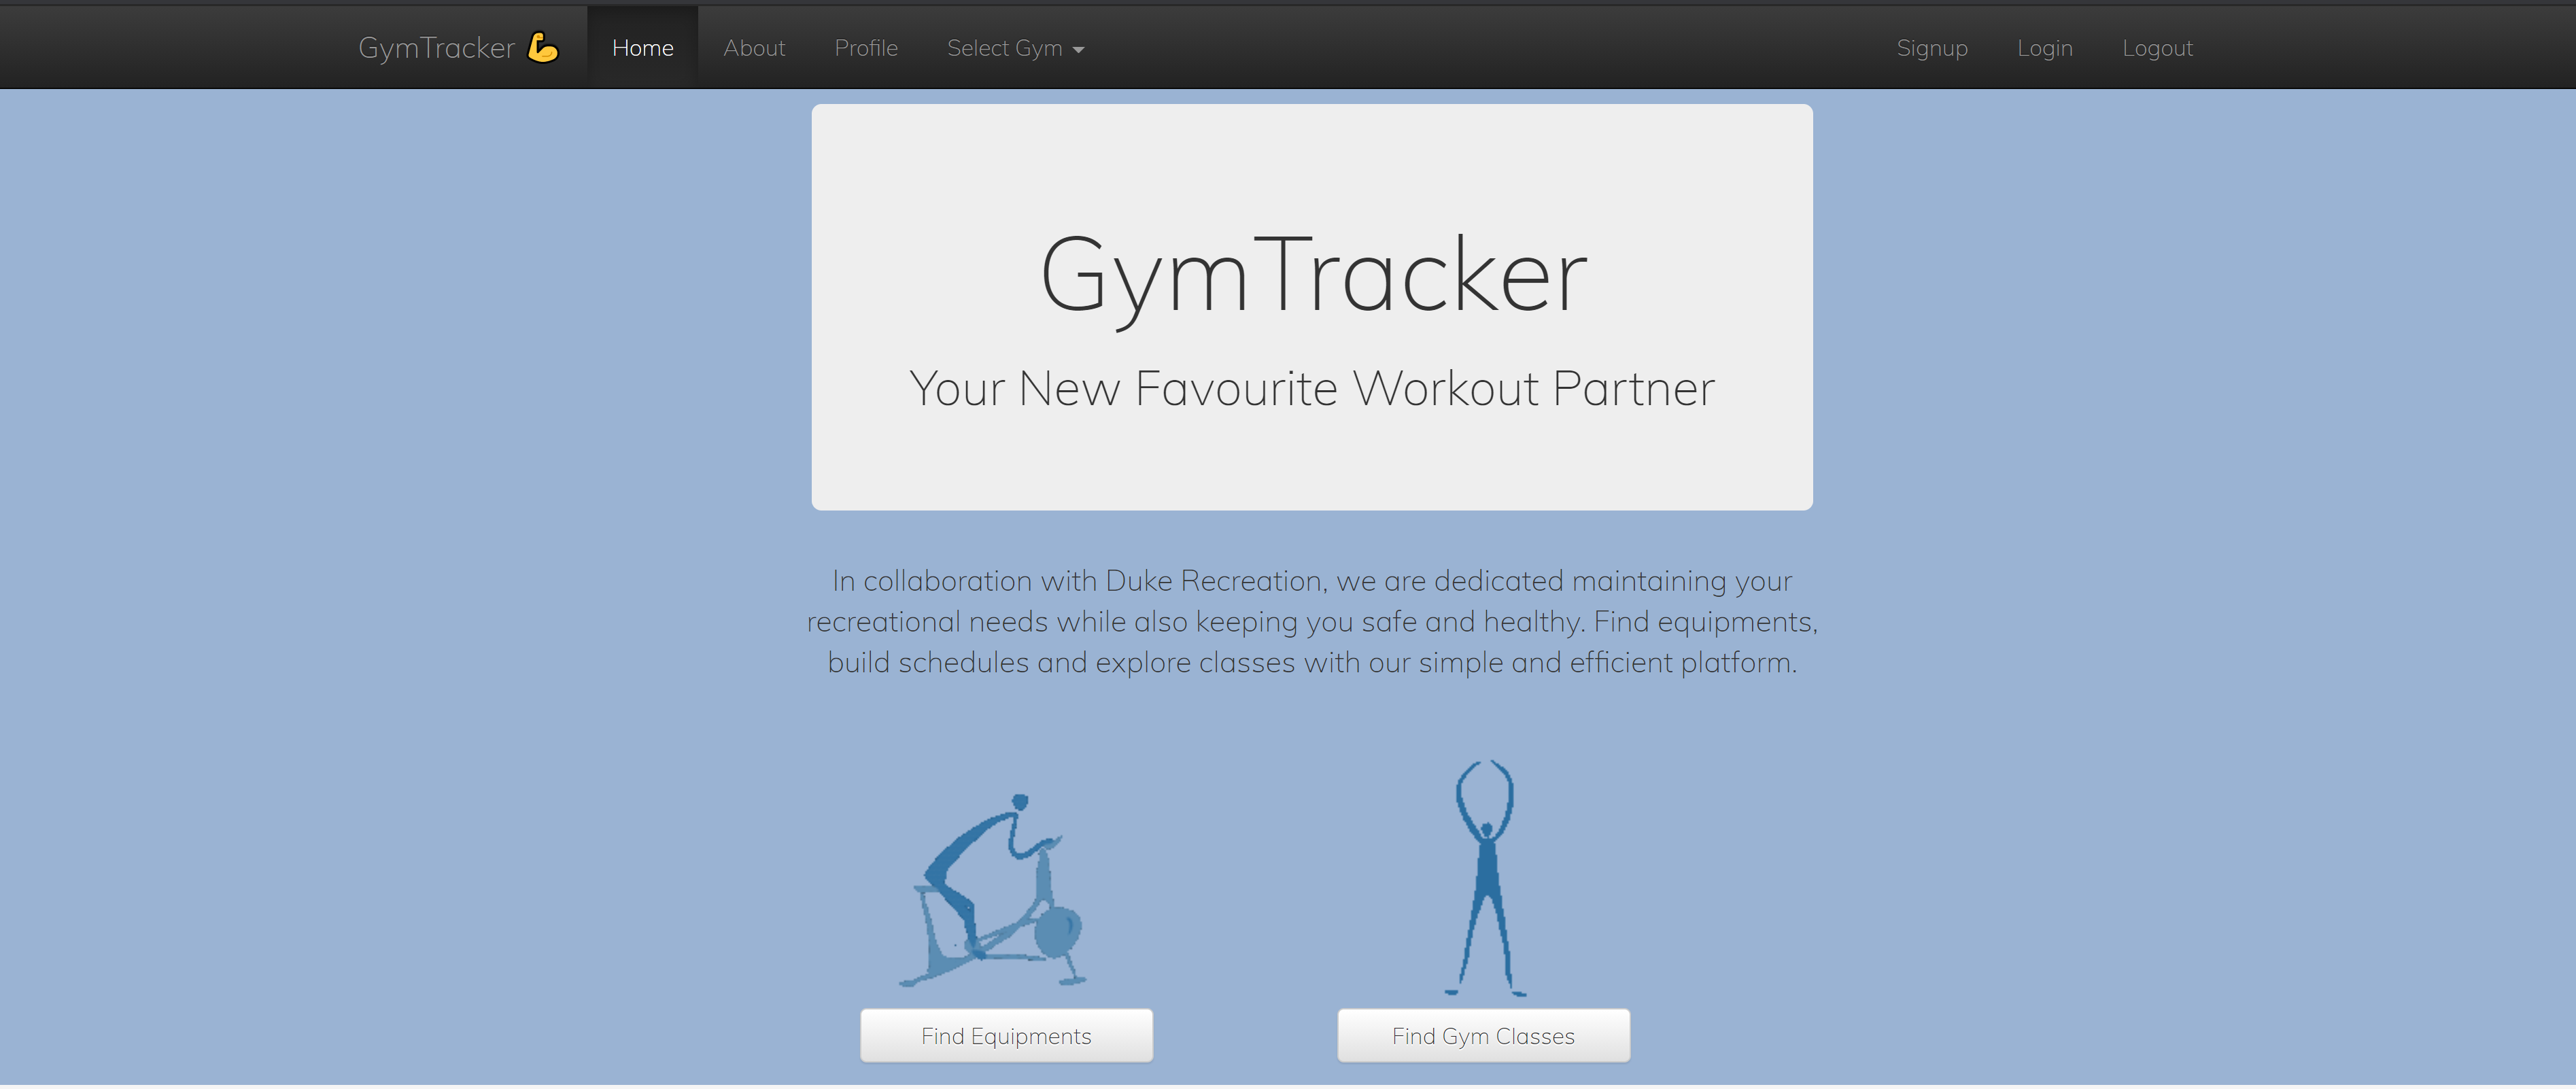 GymTracker 💪 Home About Profile Select Gym Signup Login Logout
GymTracker
Your New Favourite Workout Partner
In collaboration with Duke Recreation, we are dedicated maintaining your
recreational needs while also keeping you safe and healthy. Find equipments,
build schedules and explore classes with our simple and efficient platform.
Find Equipments Find Gym Classes